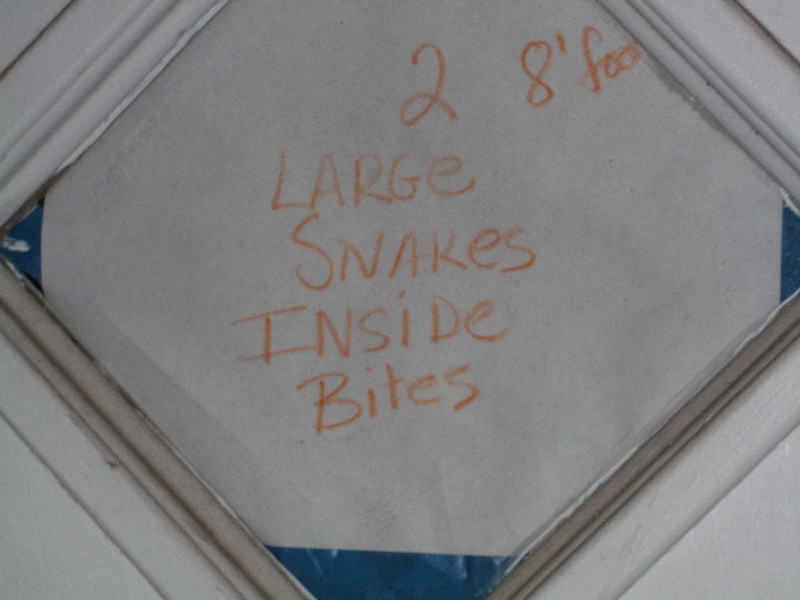 2 8' foo
LARGe
SNAKes
INSiDe
Bites